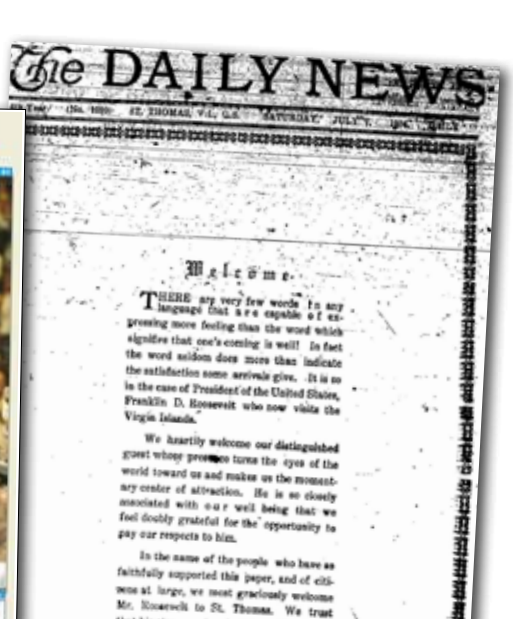 The DAILY NEWS
ST. THOMAS, V.I., U.S. SATURDAY, JULY 7,
Welcome
THERE are very few words in any
language that are capable of ex-
pressing more feeling than the word which
signifies that one's coming is well! In fact
the word seldom does more than indicate
the satisfaction some arrivals give. It is so
in the case of President of the United States,
Franklin D. Roosevelt who now visits the
Virgin Islands.
We heartily welcome our distinguished
guest whose presence turns the eyes of the
world toward us and makes us the moment-
ary center of attraction. He is so closely
associated with our well being that we
feel doubly grateful for the opportunity to
pay our respects to him.
In the name of the people who have so
faithfully supported this paper, and of citi-
zens at large, we most graciously welcome
Mr. Roosevelt to St. Thomas. We trust